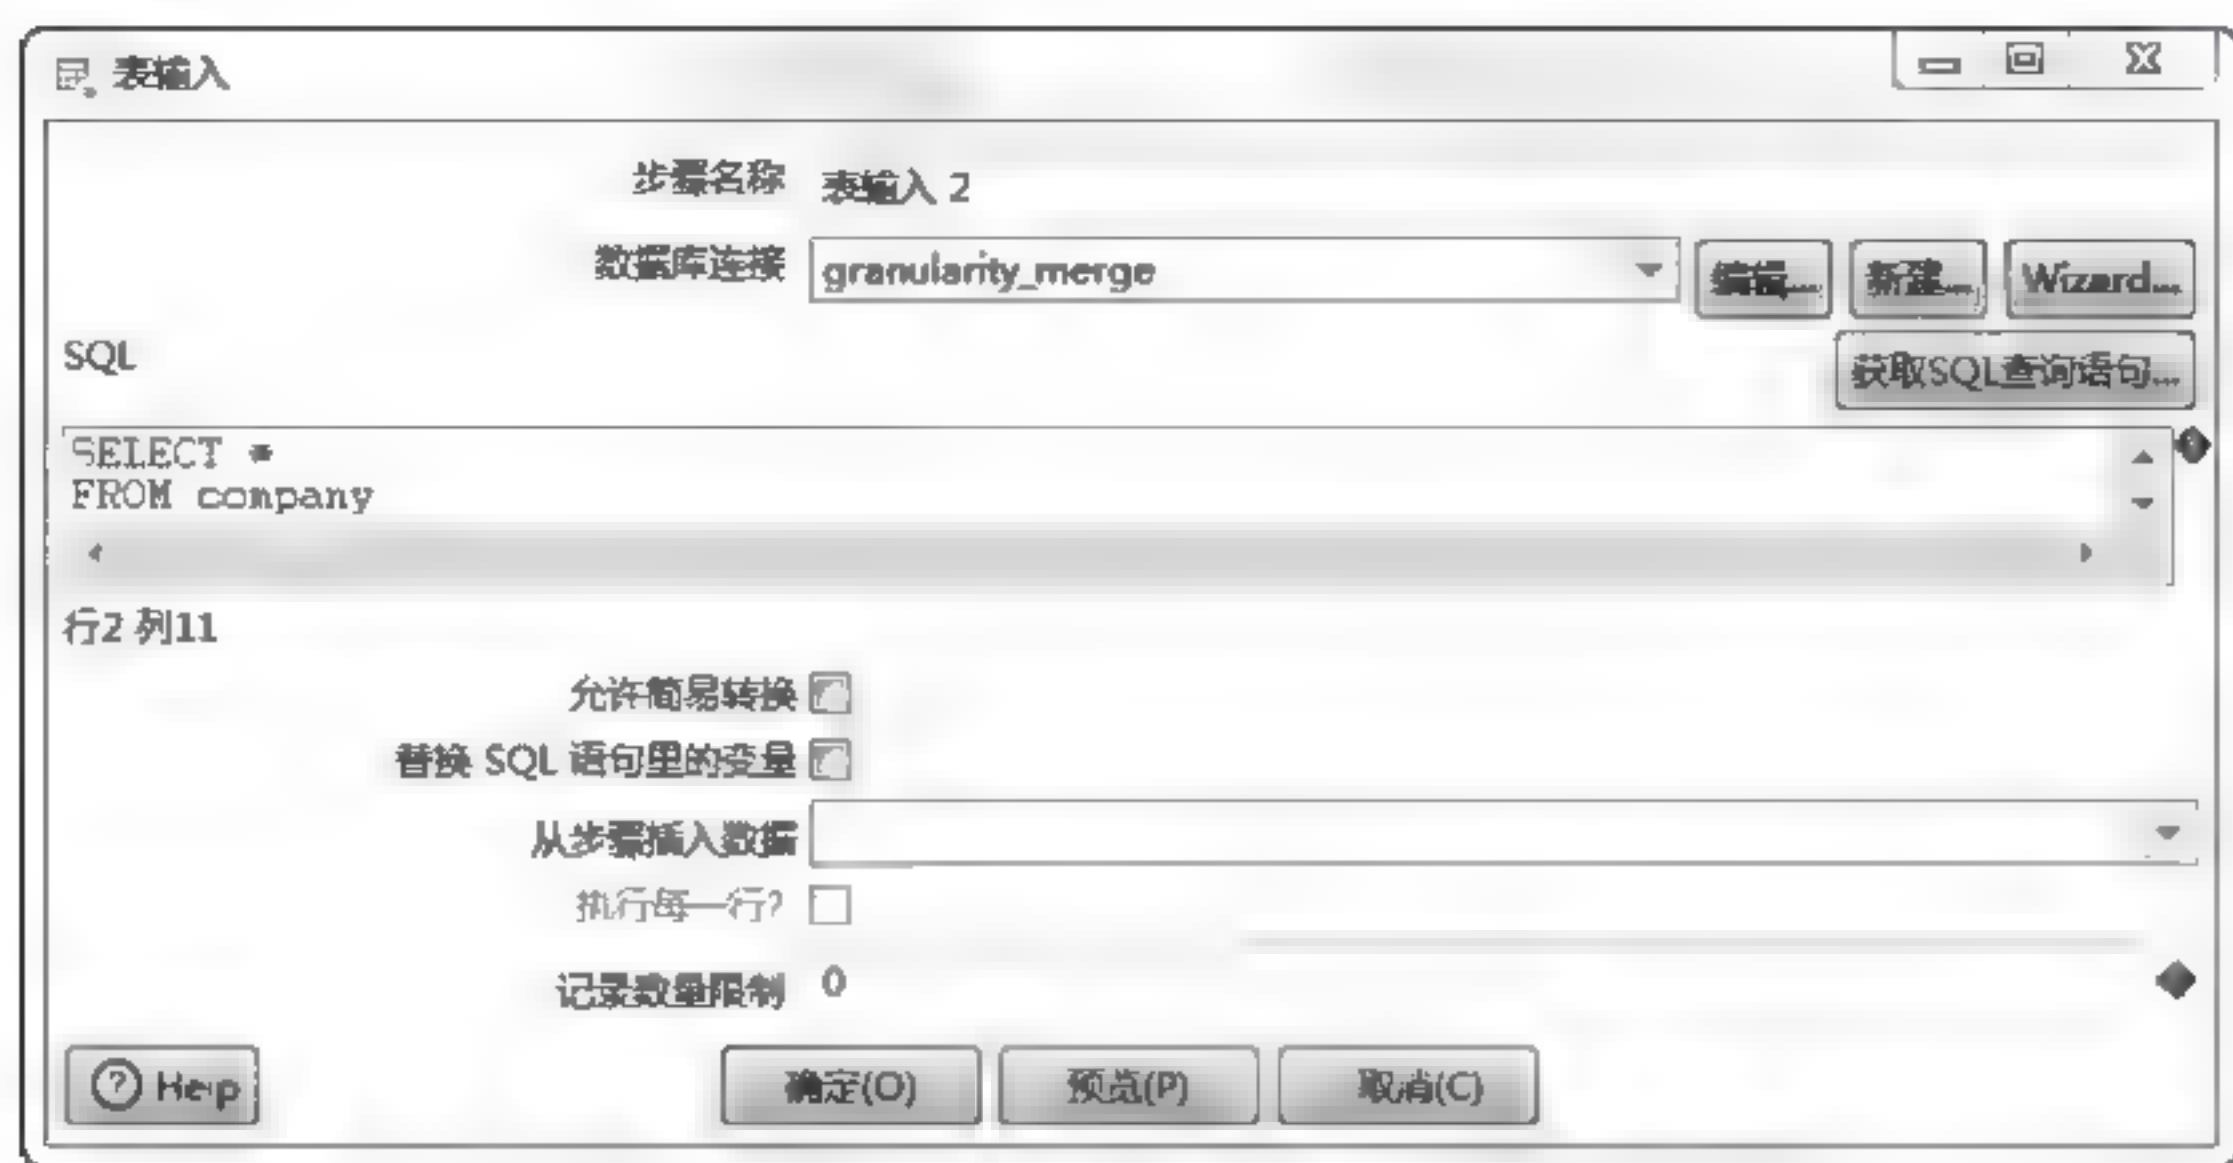 表输入
步骤名称 表输入 2
数据库连接 granularity_merge 编辑... 新建... Wizard...
SQL 获取SQL查询语句...
SELECT *
FROM company
行2 列11
允许简易转换
替换 SQL 语句里的变量
从步骤插入数据
执行每一行?
记录数量限制 0
Help 确定(O) 预览(P) 取消(C)